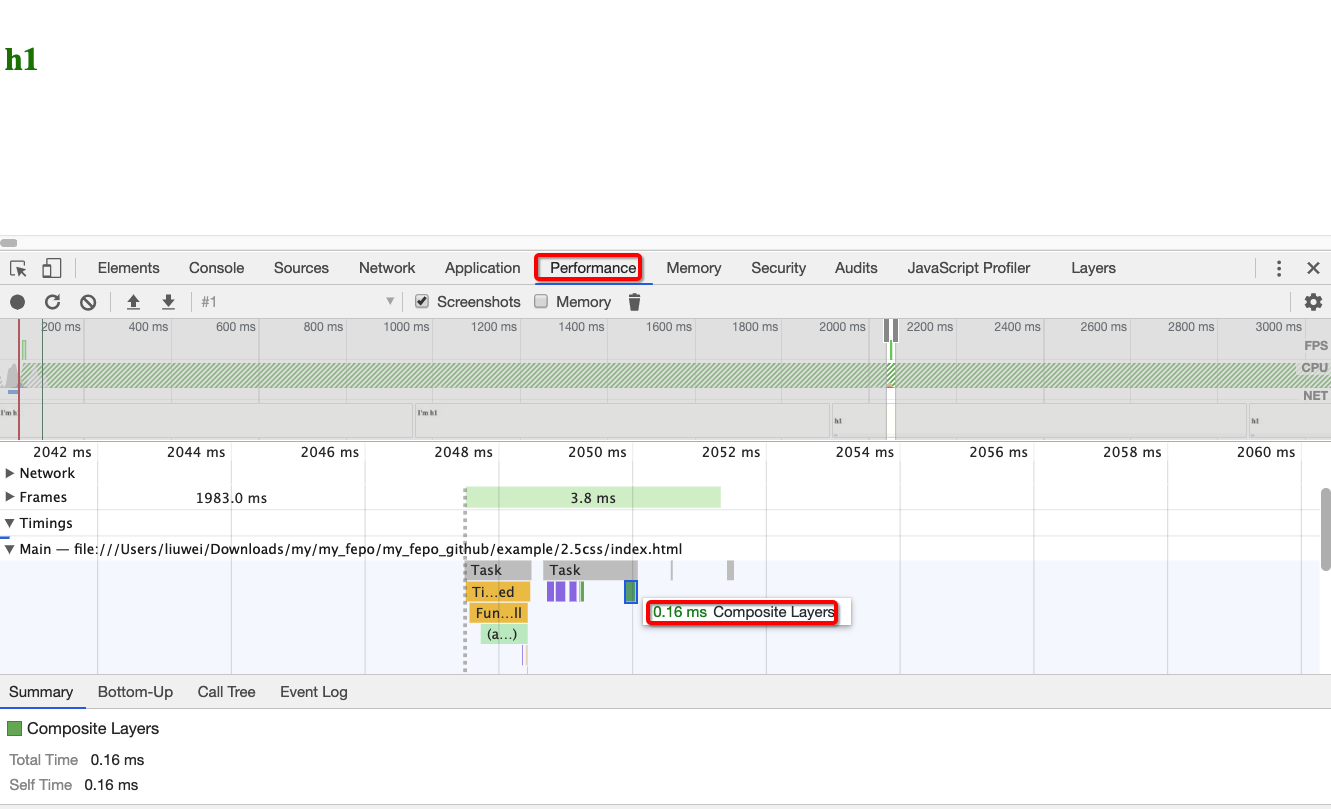 h1
Elements Console Sources Network Application Performance Memory Security Audits JavaScript Profiler Layers
#1 Screenshots Memory
200 ms 400 ms 600 ms 800 ms 1000 ms 1200 ms 1400 ms 1600 ms 1800 ms 2000 ms 2200 ms 2400 ms 2600 ms 2800 ms 3000 ms
FPS
CPU
NET
I'm h I'm h1 h1 h1
2042 ms 2044 ms 2046 ms 2048 ms 2050 ms 2052 ms 2054 ms 2056 ms 2058 ms 2060 ms
Network
Frames 1983.0 ms 3.8 ms
Timings
Main — file:///Users/liuwei/Downloads/my/my_fepo/my_fepo_github/example/2.5css/index.html
Task Task
Ti...ed
Fun...ll 0.16 ms Composite Layers
(a...)
Summary Bottom-Up Call Tree Event Log
Composite Layers
Total Time 0.16 ms
Self Time 0.16 ms